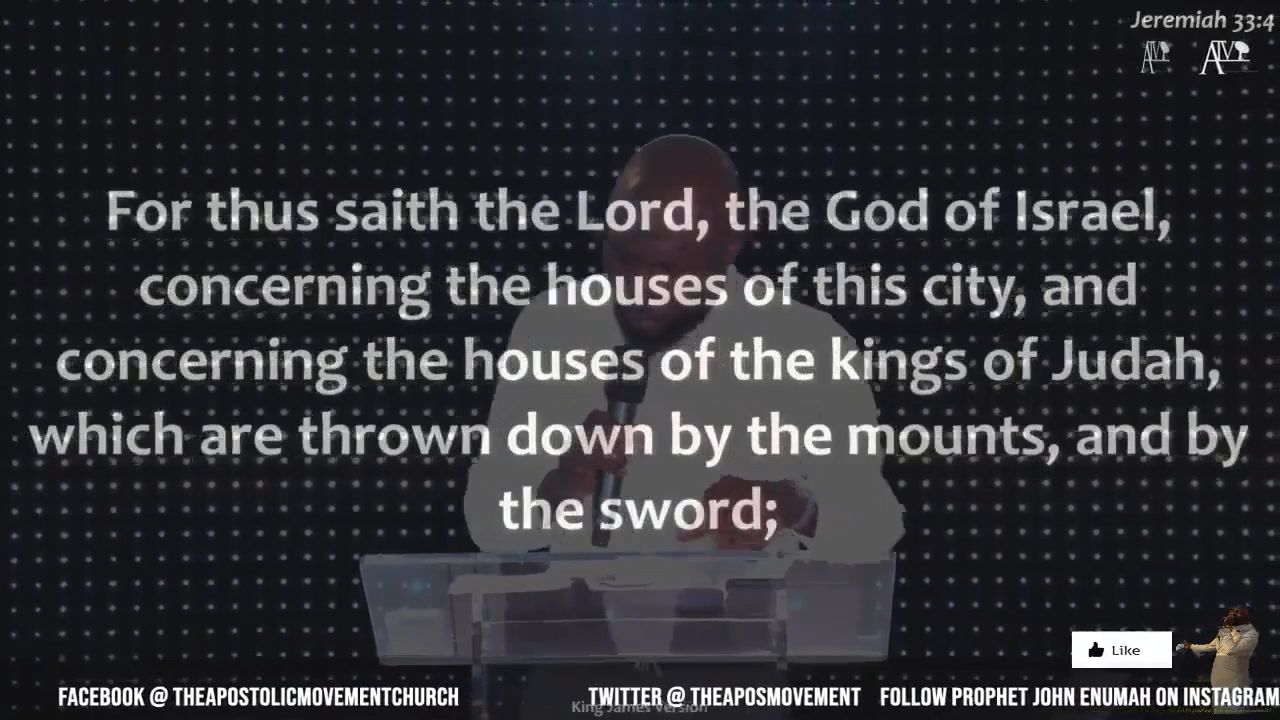 Jeremiah 33:4
For thus saith the Lord, the God of Israel,
concerning the houses of this city, and
concerning the houses of the kings of Judah,
which are thrown down by the mounts, and by
the sword;
Like
FACEBOOK @ THEAPOSTOLICMOVEMENTCHURCH TWITTER @ THEAPOSMOVEMENT FOLLOW PROPHET JOHN ENUMAH ON INSTAGRAM
King James Version